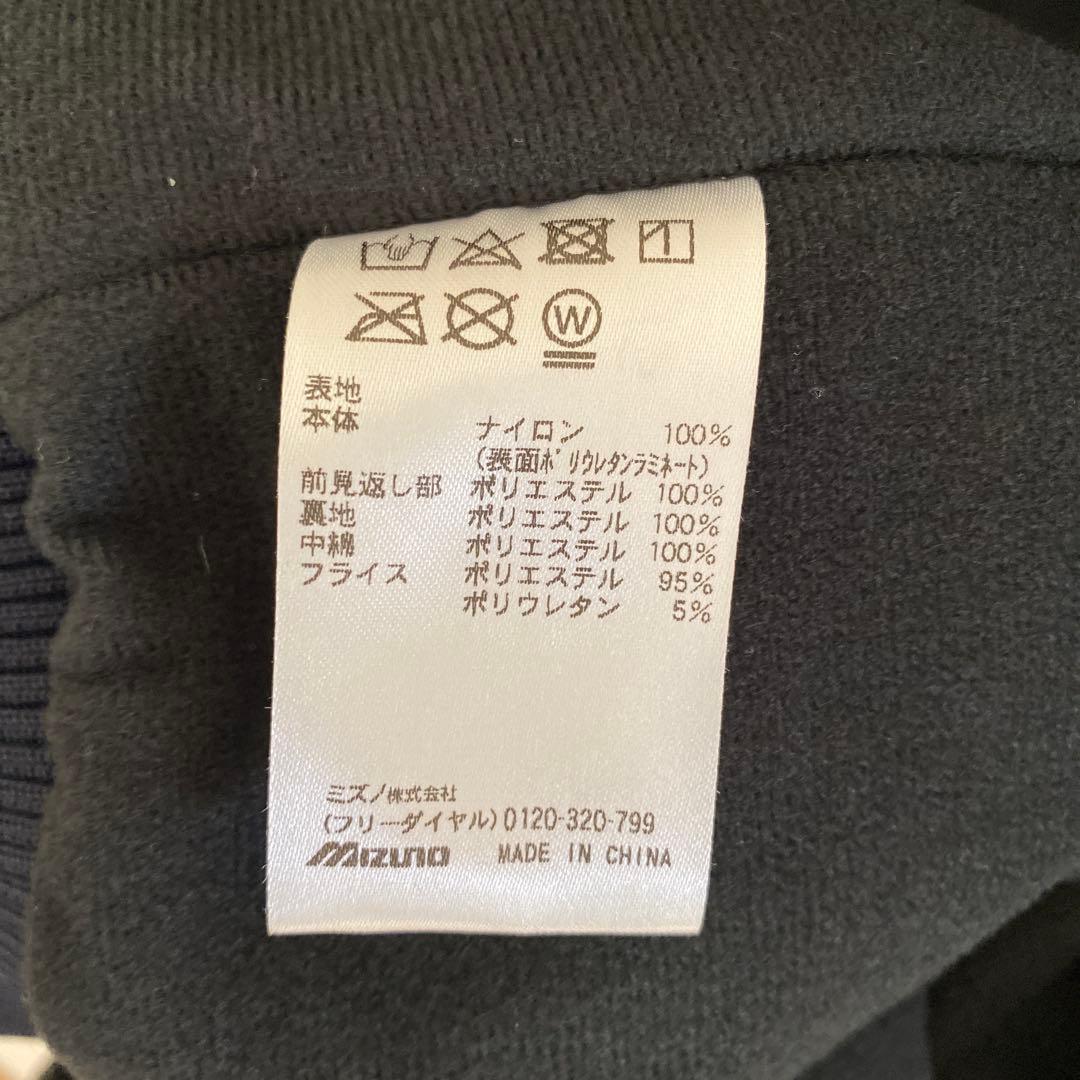 W
表地
本体
ナイロン 100%
(表面ポリウレタンラミネート)
前見返し部 ポリエステル 100%
裏地 ポリエステル 100%
中綿 ポリエステル 100%
フライス ポリエステル 95%
ポリウレタン 5%
ミズノ株式会社
(フリーダイヤル)0120-320-799
MIZUNO MADE IN CHINA